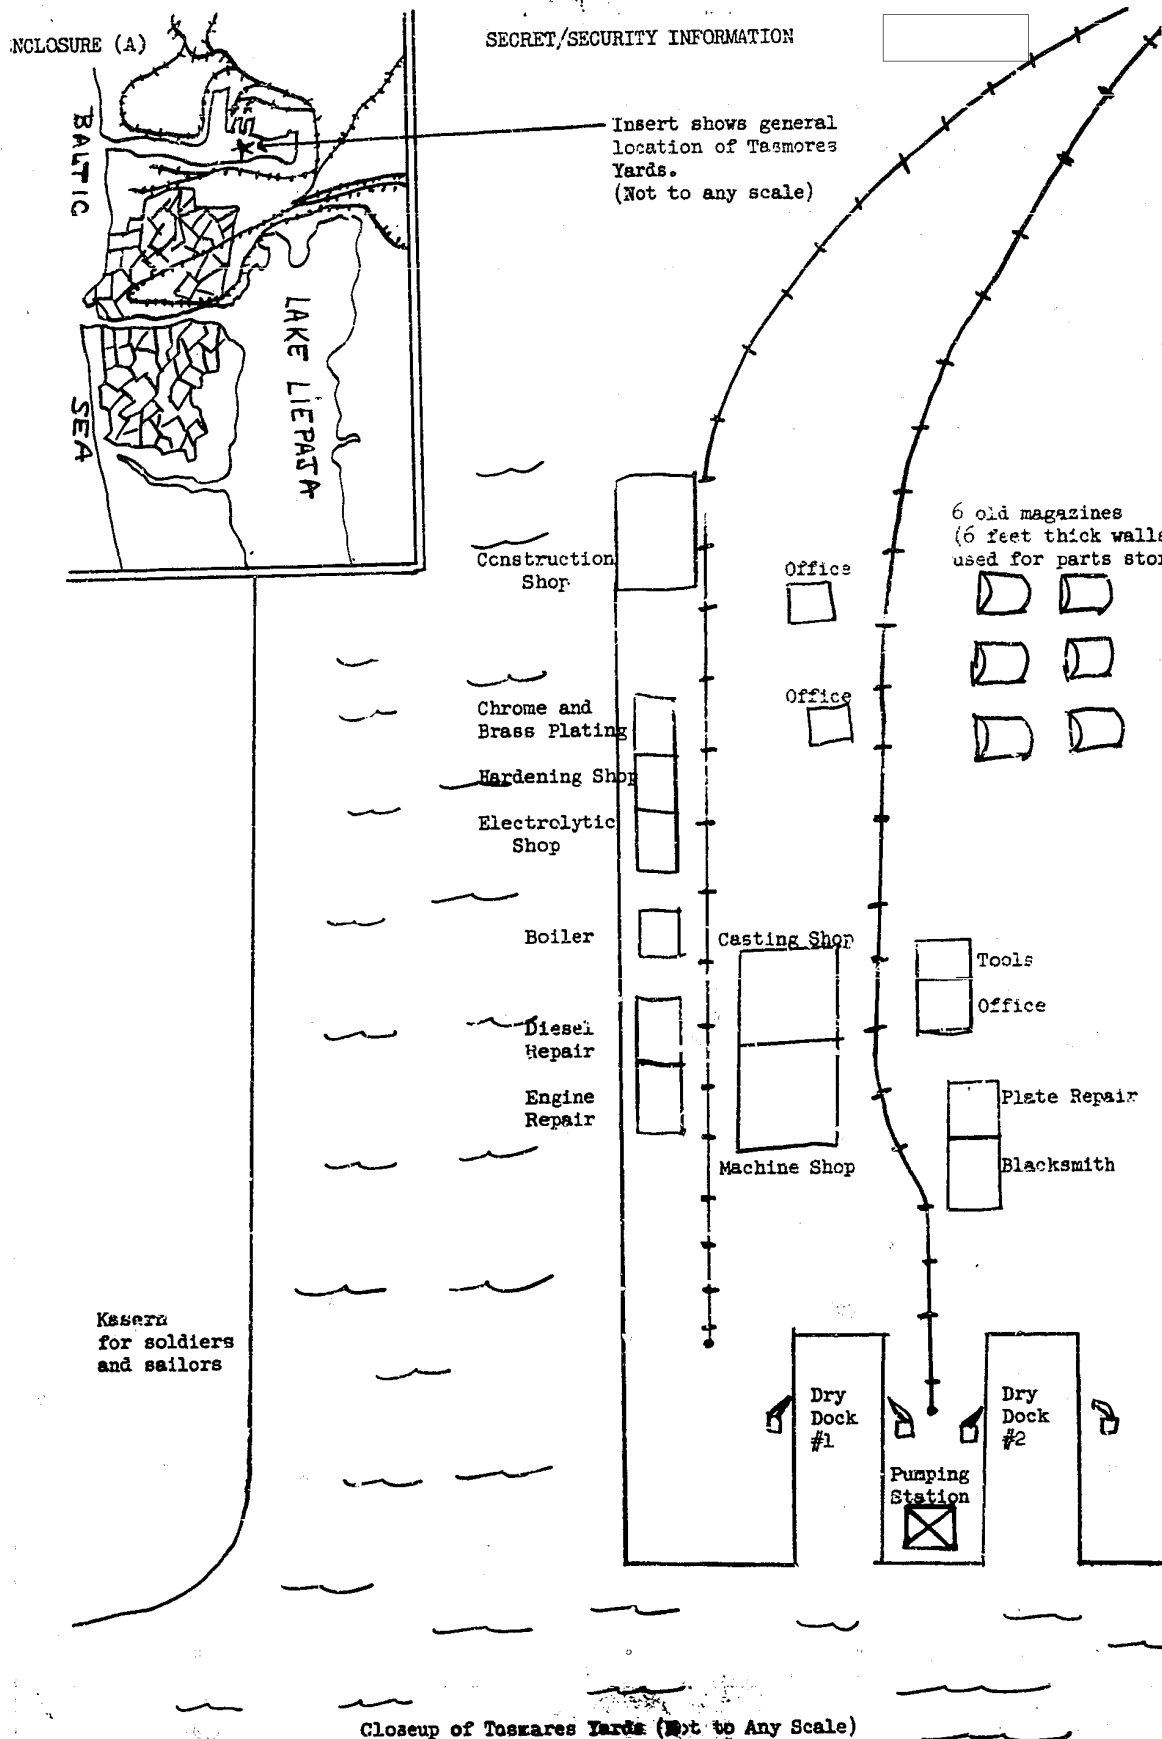 NCLOSURE (A)
SECRET/SECURITY INFORMATION
BALTIC
SEA
LAKE LIEPAJA
Insert shows general
location of Tasmores
Yards.
(Not to any scale)
6 old magazines
(6 feet thick walls
used for parts stor
Construction
Shop
Office
Office
Chrome and
Brass Plating
Hardening Shop
Electrolytic
Shop
Boiler
Casting Shop
Tools
Office
Diesel
Repair
Engine
Repair
Plate Repair
Blacksmith
Machine Shop
Kasern
for soldiers
and sailors
Dry
Dock
#1
Dry
Dock
#2
Pumping
Station
Closeup of Tosmares Yards (Not to Any Scale)